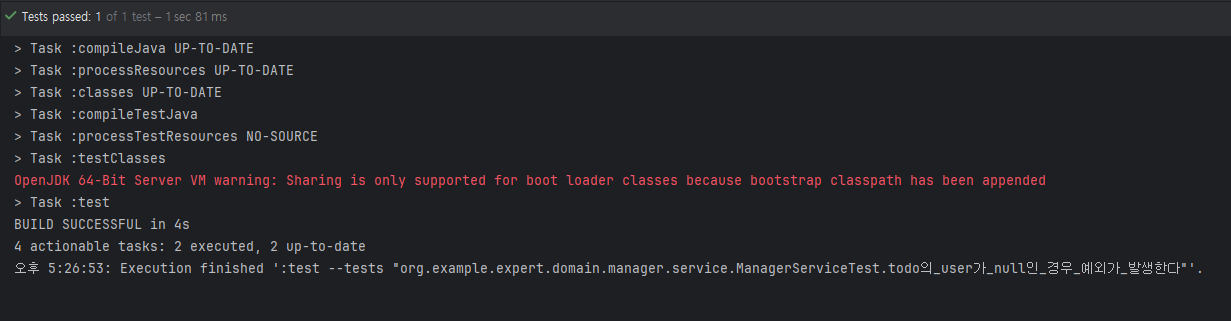 Tests passed: 1 of 1 test – 1 sec 81 ms
> Task :compileJava UP-TO-DATE
> Task :processResources UP-TO-DATE
> Task :classes UP-TO-DATE
> Task :compileTestJava
> Task :processTestResources NO-SOURCE
> Task :testClasses
OpenJDK 64-Bit Server VM warning: Sharing is only supported for boot loader classes because bootstrap classpath has been appended
> Task :test
BUILD SUCCESSFUL in 4s
4 actionable tasks: 2 executed, 2 up-to-date
오후 5:26:53: Execution finished ':test --tests "org.example.expert.domain.manager.service.ManagerServiceTest.todo의_user가_null인_경우_예외가_발생한다"'.